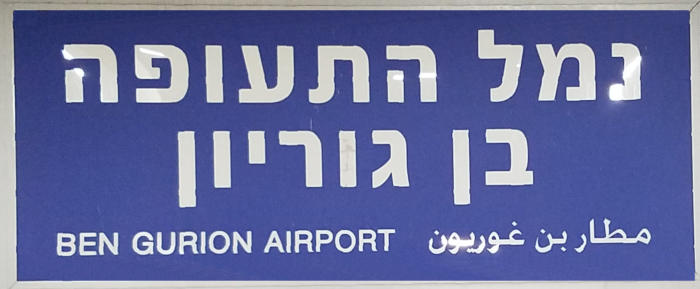 נמל התעופה
בן גוריון
BEN GURION AIRPORT مطار بن غوريون